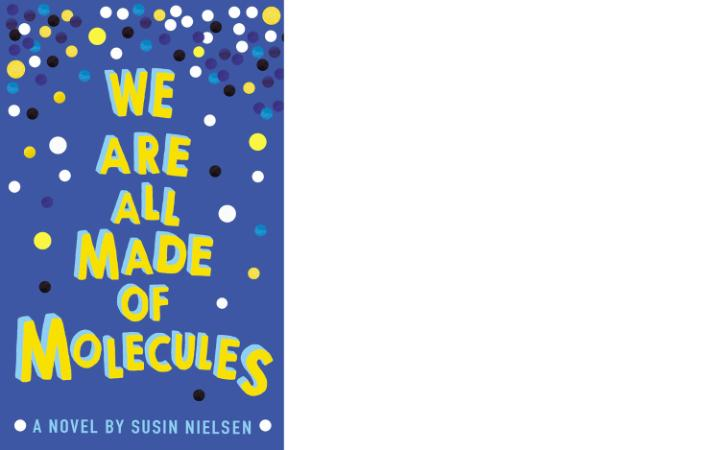 WE
ARE
ALL
MADE
OF
MOLECULES
A NOVEL BY SUSIN NIELSEN